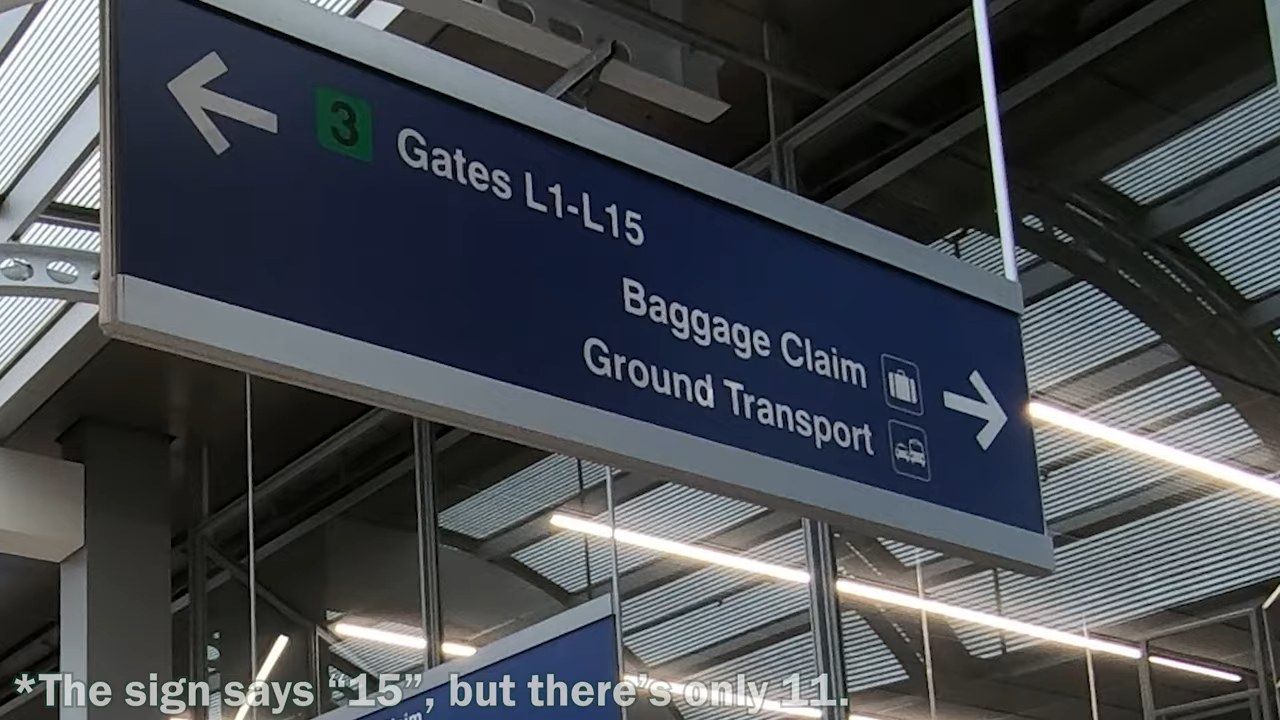 3 Gates L1-L15
Baggage Claim
Ground Transport
*The sign says “15”, but there’s only 11.